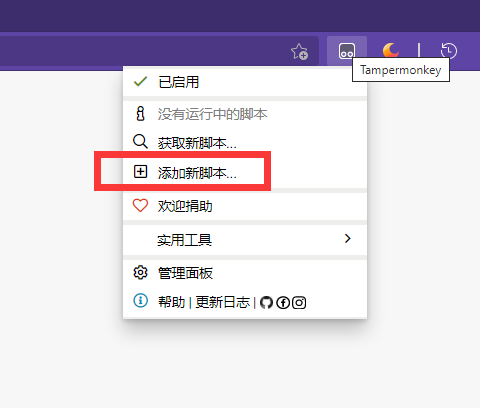 Tampermonkey
已启用
没有运行中的脚本
获取新脚本...
添加新脚本...
欢迎捐助
实用工具
管理面板
帮助 | 更新日志 |